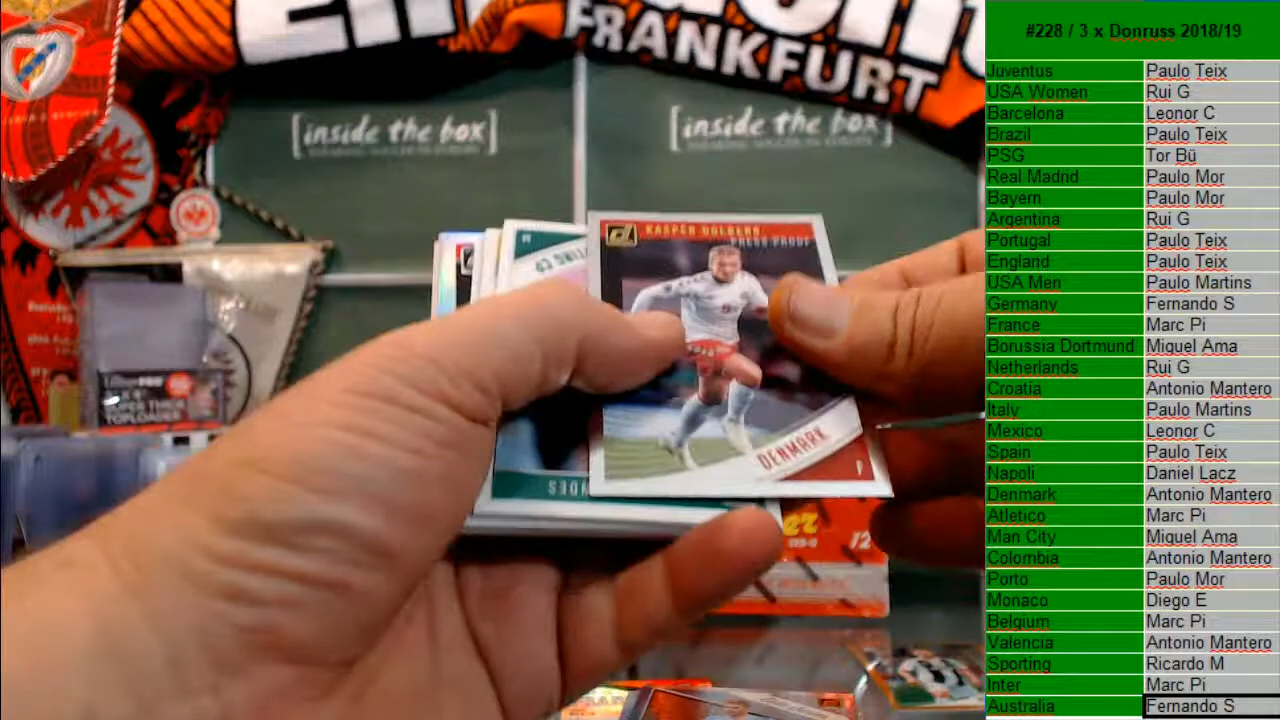 FRANKFURT
[inside the box]
[inside the box]
KASPER DOLBERG
PRESS PROOF
DENMARK
SUPER THICK
TOPLOADER
#228 / 3 x Donruss 2018/19
Juventus Paulo Teix
USA Women Rui G
Barcelona Leonor C
Brazil Paulo Teix
PSG Tor Bü
Real Madrid Paulo Mor
Bayern Paulo Mor
Argentina Rui G
Portugal Paulo Teix
England Paulo Teix
USA Men Paulo Martins
Germany Fernando S
France Marc Pi
Borussia Dortmund Miguel Ama
Netherlands Rui G
Croatia Antonio Mantero
Italy Paulo Martins
Mexico Leonor C
Spain Paulo Teix
Napoli Daniel Lacz
Denmark Antonio Mantero
Atletico Marc Pi
Man City Miguel Ama
Colombia Antonio Mantero
Porto Paulo Mor
Monaco Diego E
Belgium Marc Pi
Valencia Antonio Mantero
Sporting Ricardo M
Inter Marc Pi
Australia Fernando S